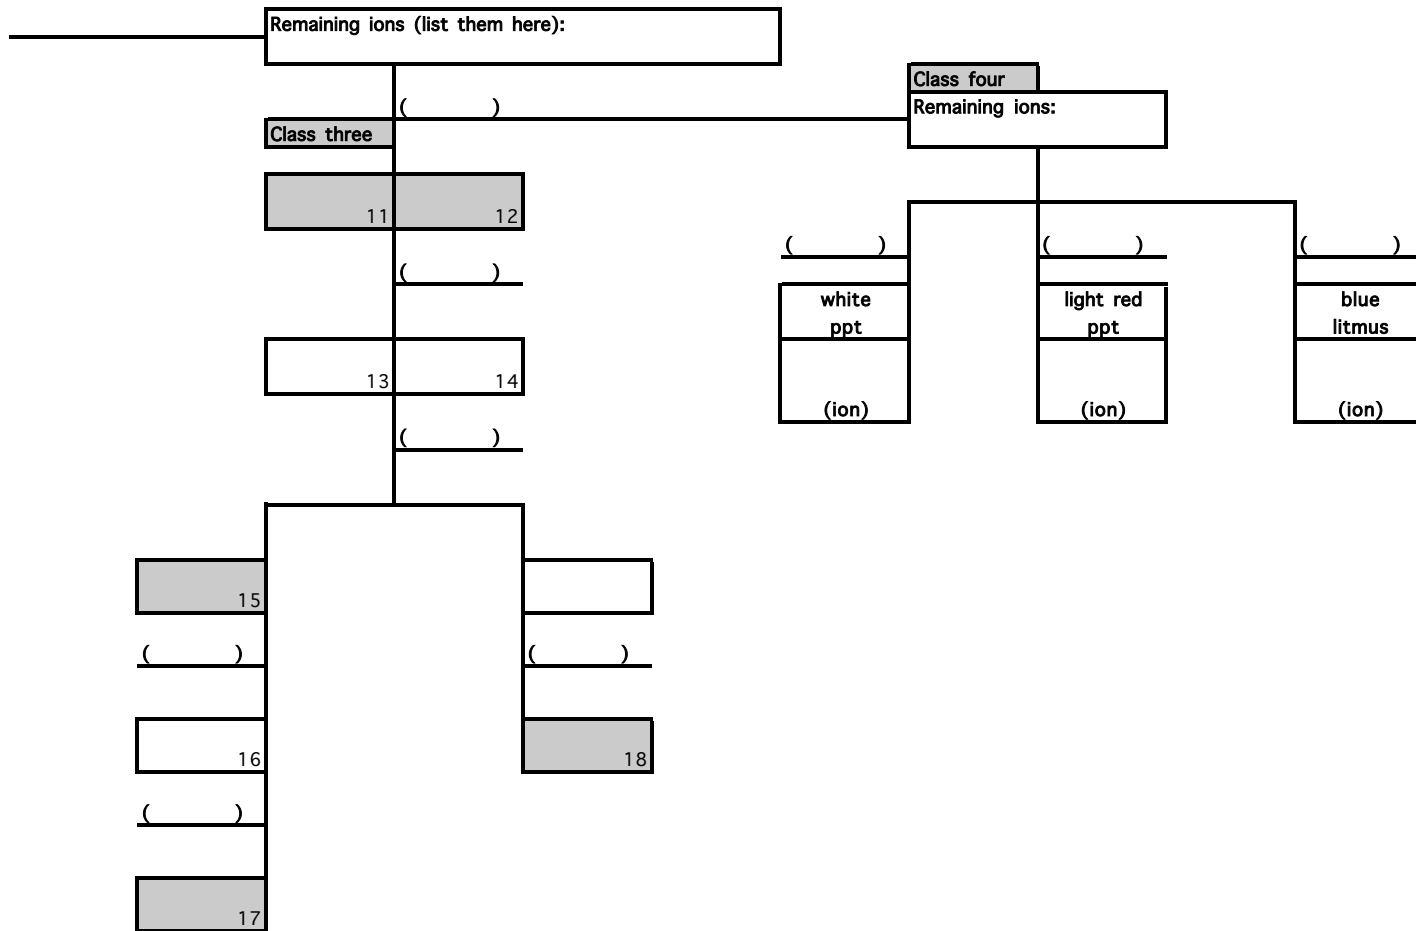 Remaining ions (list them here):
Class four
( )
Remaining ions:
Class three
11 12
( ) ( ) ( )
( )
white light red blue
ppt ppt litmus
13 14
(ion) (ion) (ion)
( )
15
( ) ( )
16 18
( )
17